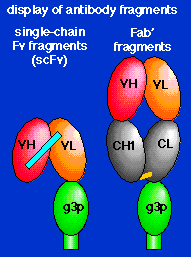 display of antibody fragments
single-chain
Fv fragments
(scFv)
Fab'
fragments
VH
VL
VH
VL
CH1
CL
g3p
g3p